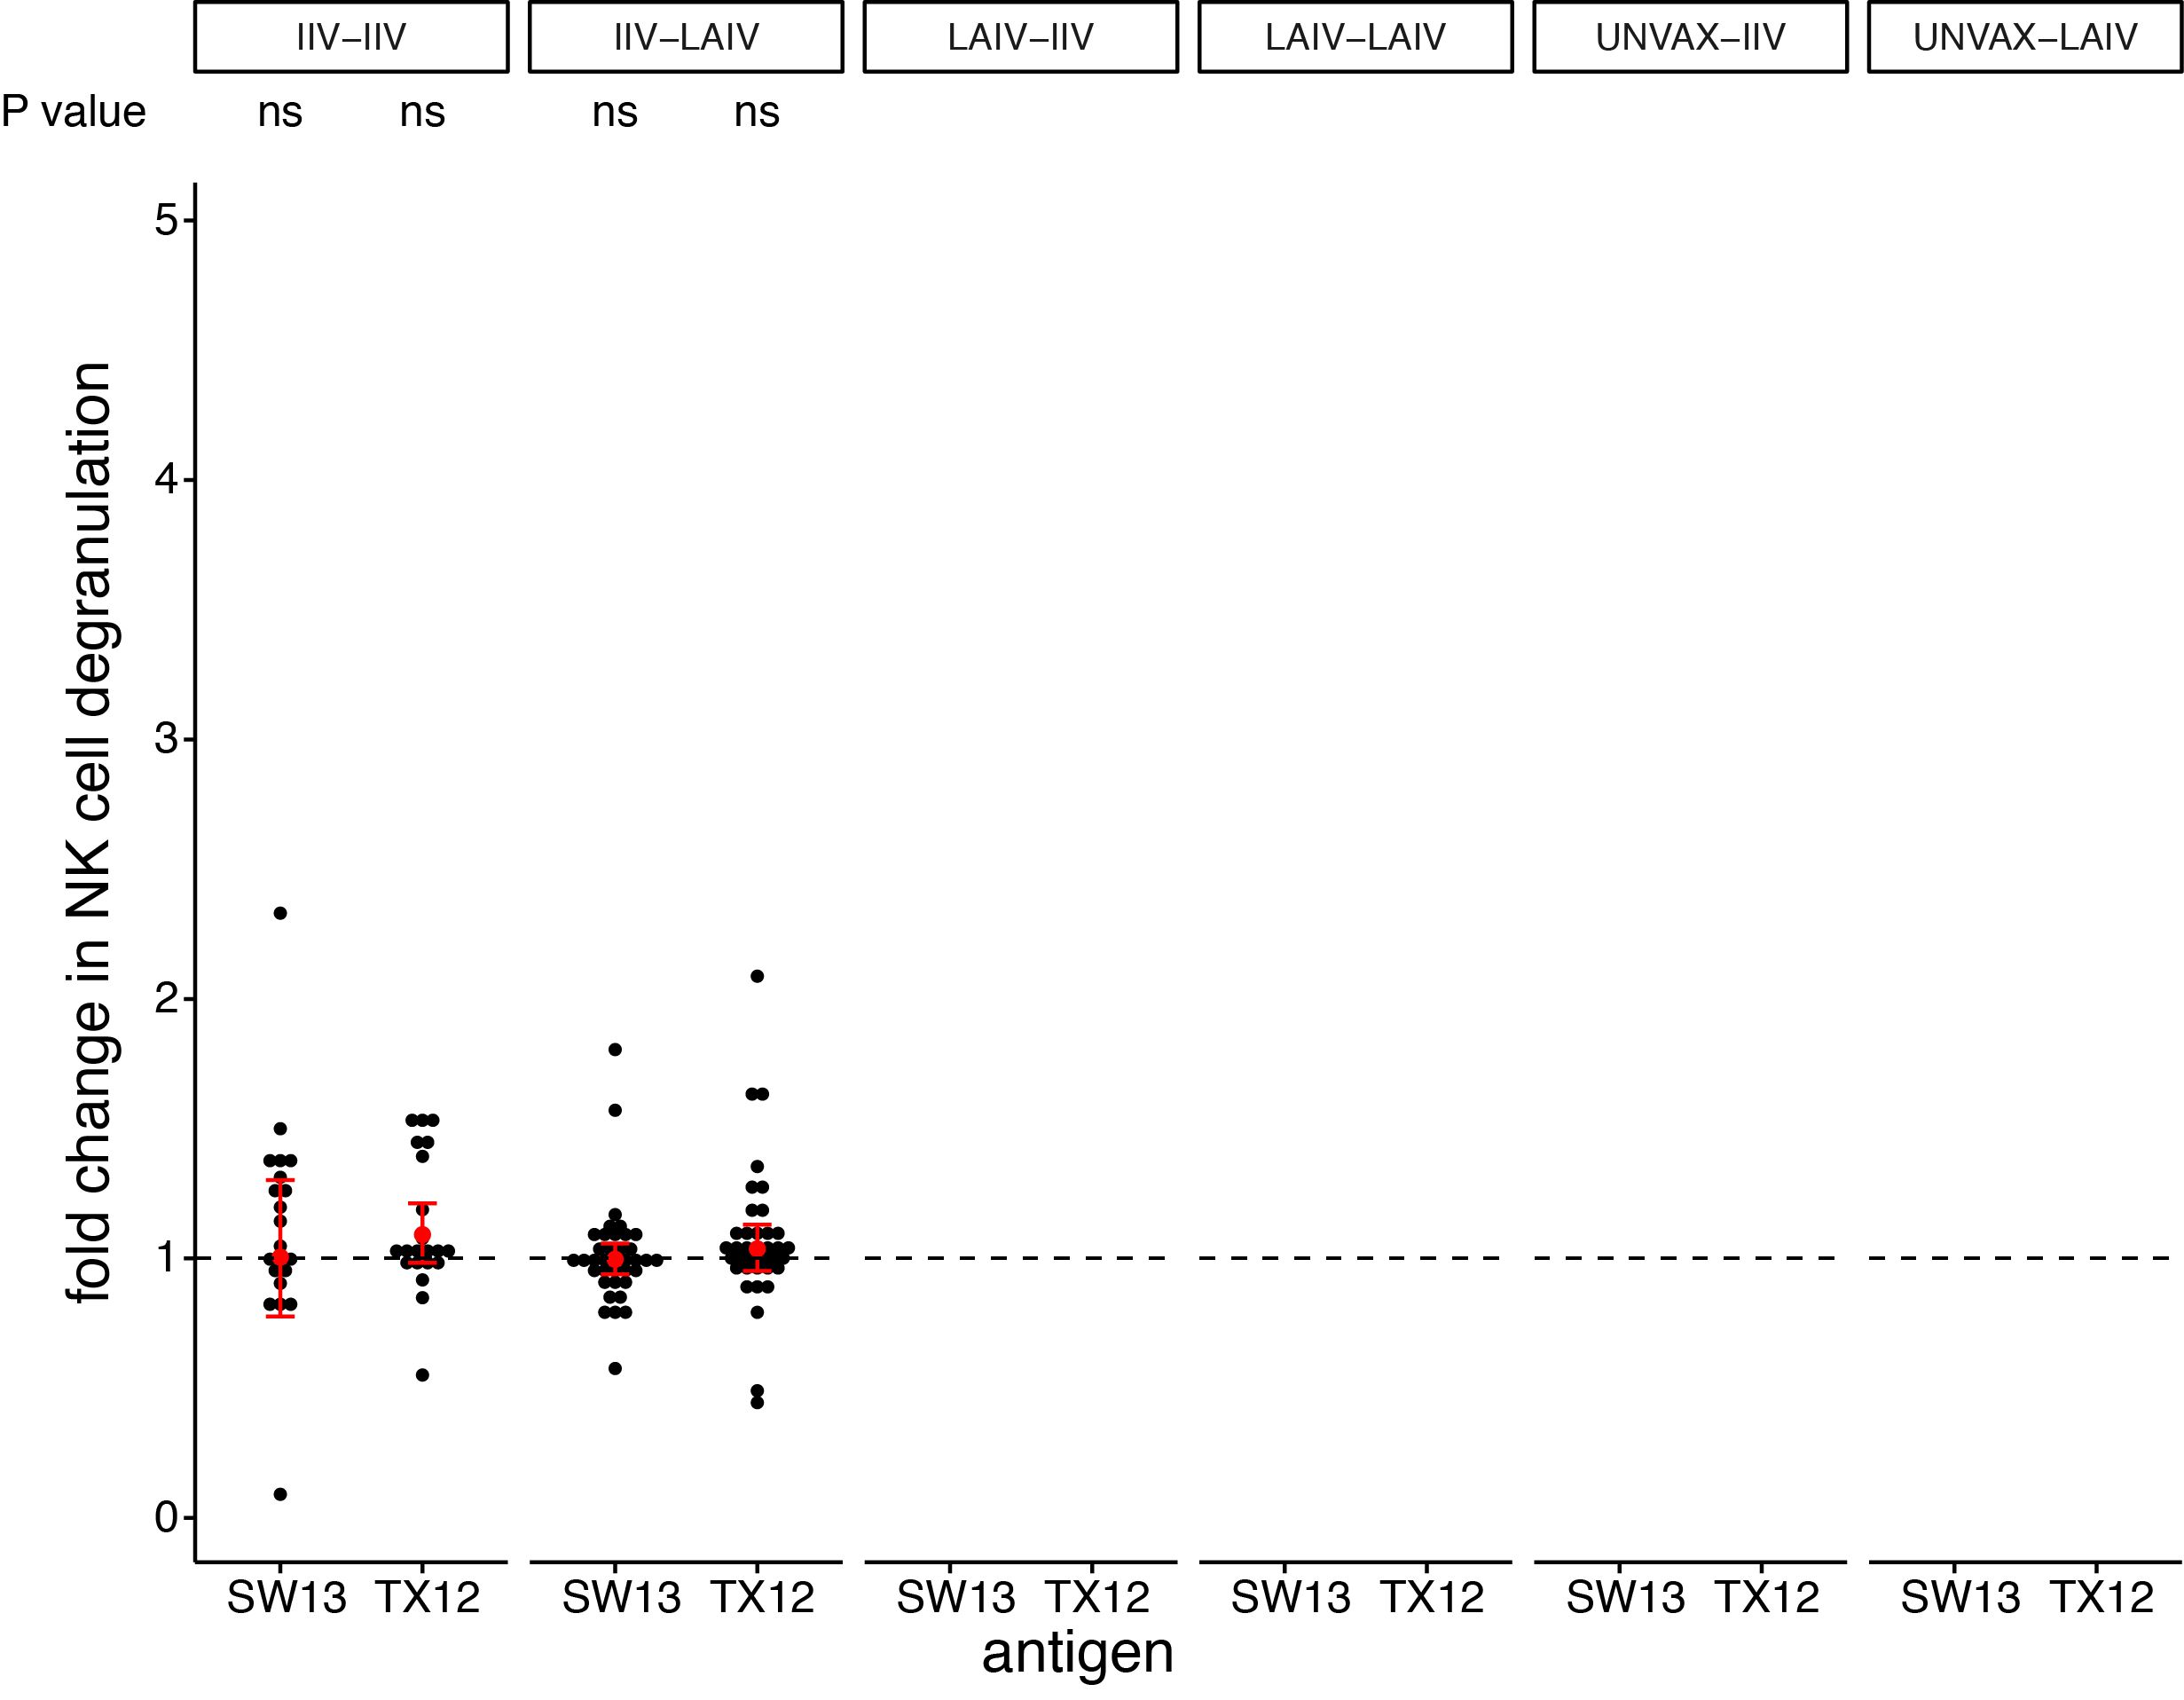 IIV−IIV IIV−LAIV LAIV−IIV LAIV−LAIV UNVAX−IIV UNVAX−LAIV
P value ns ns ns ns
fold change in NK cell degranulation
5
4
3
2
1
0
SW13 TX12 SW13 TX12 SW13 TX12 SW13 TX12 SW13 TX12 SW13 TX12
antigen